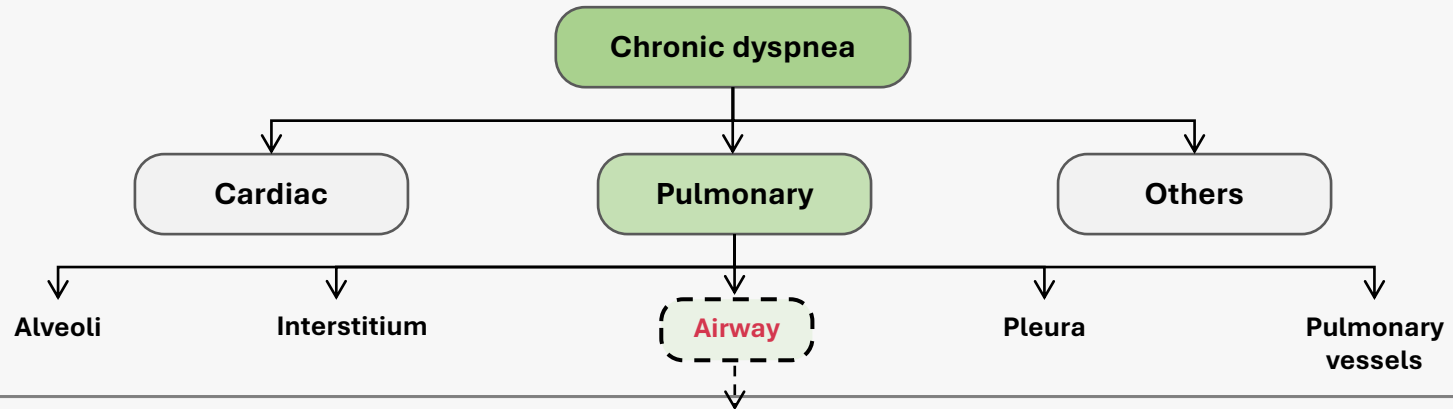 Chronic dyspnea
Cardiac
Pulmonary
Others
Alveoli
Interstitium
Airway
Pleura
Pulmonary
vessels